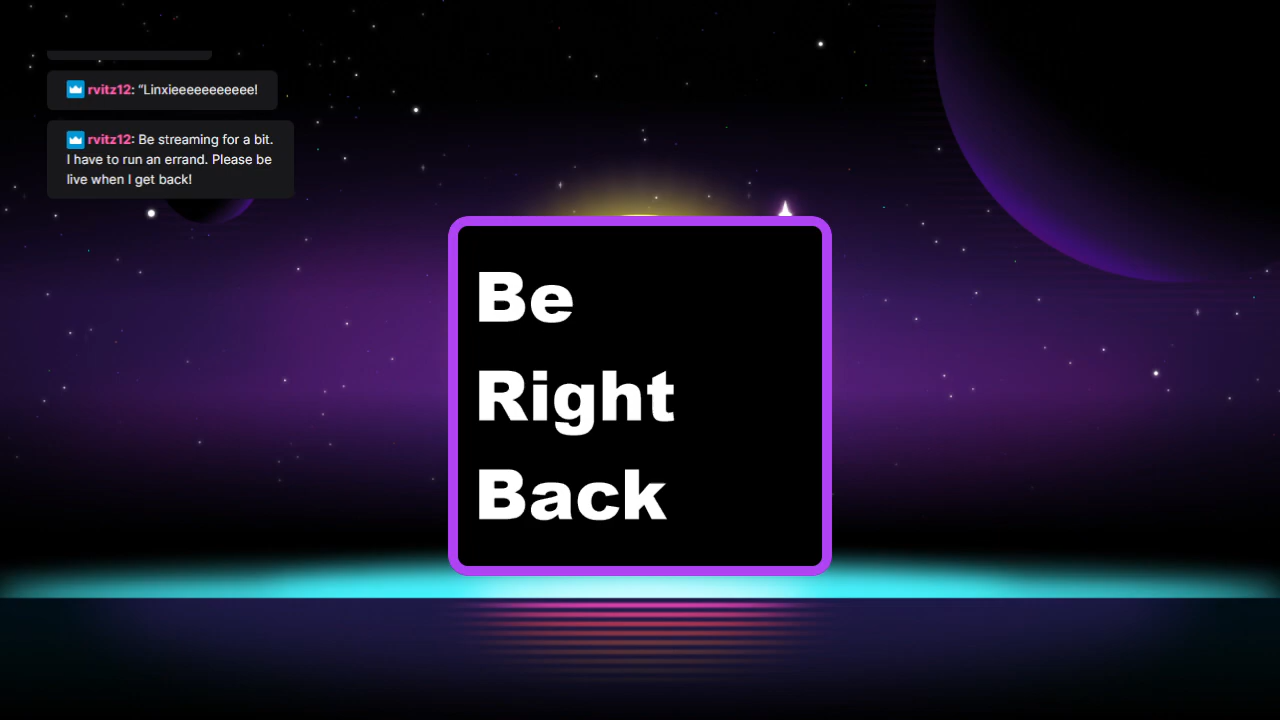 rvitz12: “Linxieeeeeeeeeee!
rvitz12: Be streaming for a bit.
I have to run an errand. Please be
live when I get back!
Be
Right
Back